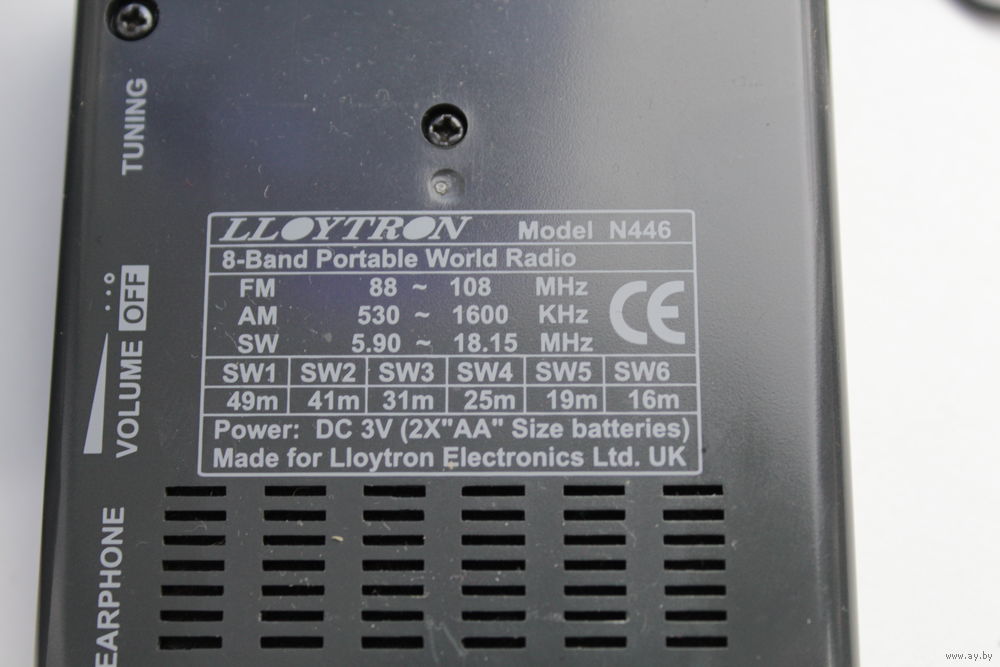 TUNING
VOLUME OFF
EARPHONE
LLOYTRON Model N446
8-Band Portable World Radio
FM 88 ~ 108 MHz
AM 530 ~ 1600 KHz
SW 5.90 ~ 18.15 MHz
CE
SW1 SW2 SW3 SW4 SW5 SW6
49m 41m 31m 25m 19m 16m
Power: DC 3V (2X"AA" Size batteries)
Made for Lloytron Electronics Ltd. UK
www.ay.by